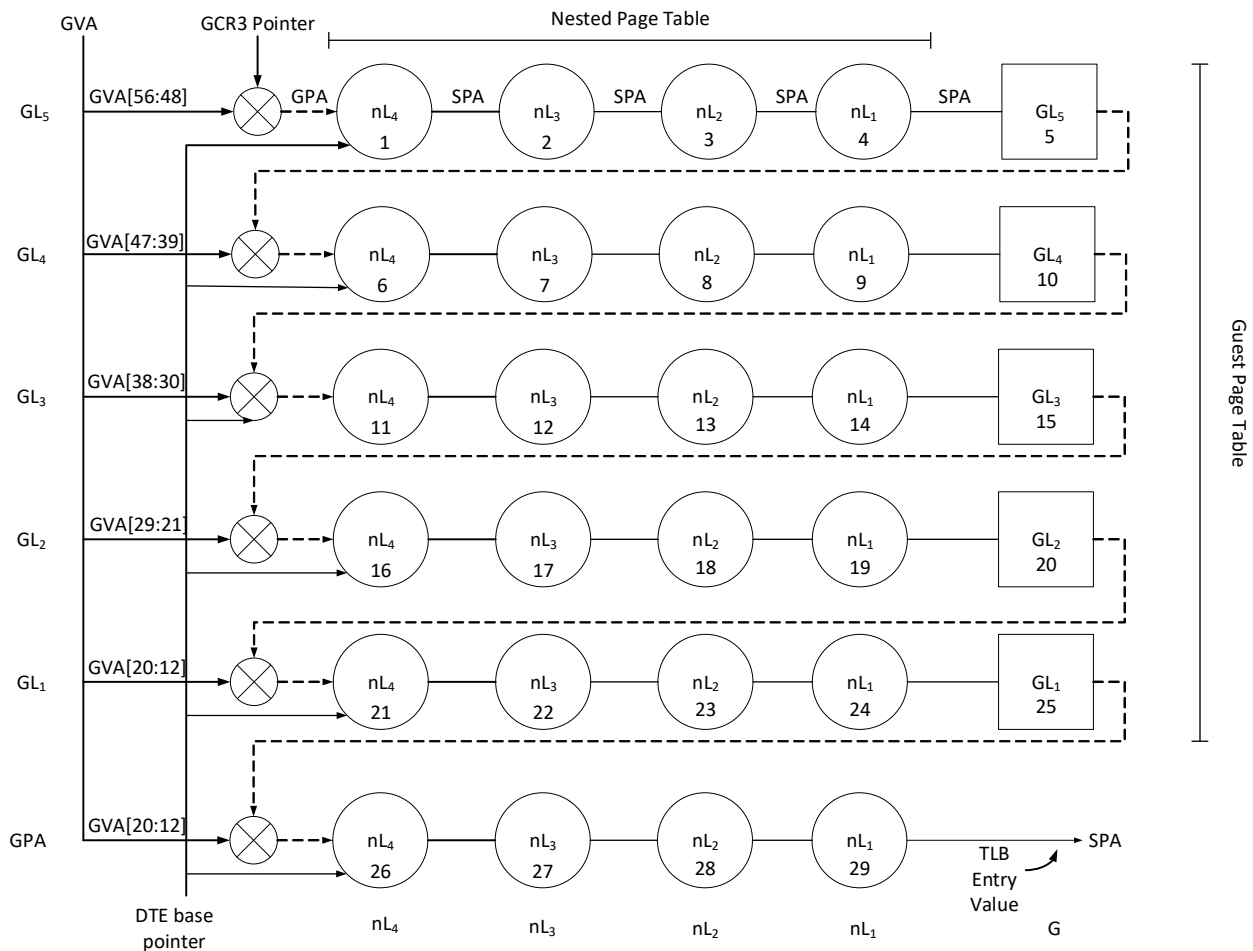 GVA GCR3 Pointer Nested Page Table
GL₅ GVA[56:48] GPA nL₄ SPA nL₃ SPA nL₂ SPA nL₁ SPA GL₅
1 2 3 4 5
GL₄ GVA[47:39] nL₄ nL₃ nL₂ nL₁ GL₄
6 7 8 9 10
GL₃ GVA[38:30] nL₄ nL₃ nL₂ nL₁ GL₃
11 12 13 14 15
Guest Page Table
GL₂ GVA[29:21] nL₄ nL₃ nL₂ nL₁ GL₂
16 17 18 19 20
GL₁ GVA[20:12] nL₄ nL₃ nL₂ nL₁ GL₁
21 22 23 24 25
GPA GVA[20:12] nL₄ nL₃ nL₂ nL₁ SPA
26 27 28 29
TLB
Entry
Value
DTE base
pointer
nL₄ nL₃ nL₂ nL₁ G